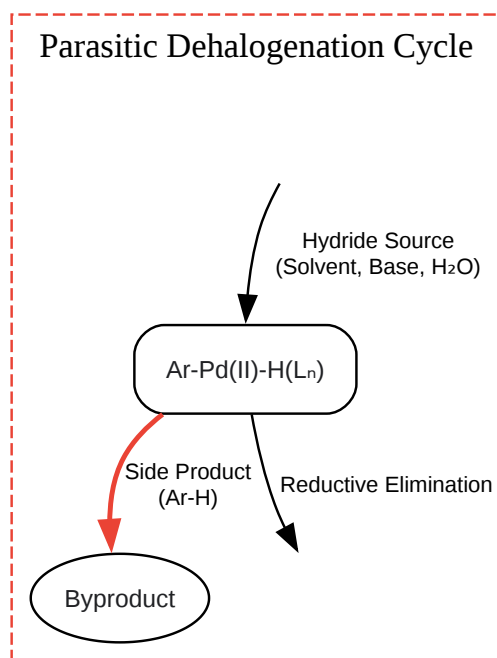 Parasitic Dehalogenation Cycle
Hydride Source
(Solvent, Base, H₂O)
Ar-Pd(II)-H(Lₙ)
Side Product
(Ar-H)
Reductive Elimination
Byproduct